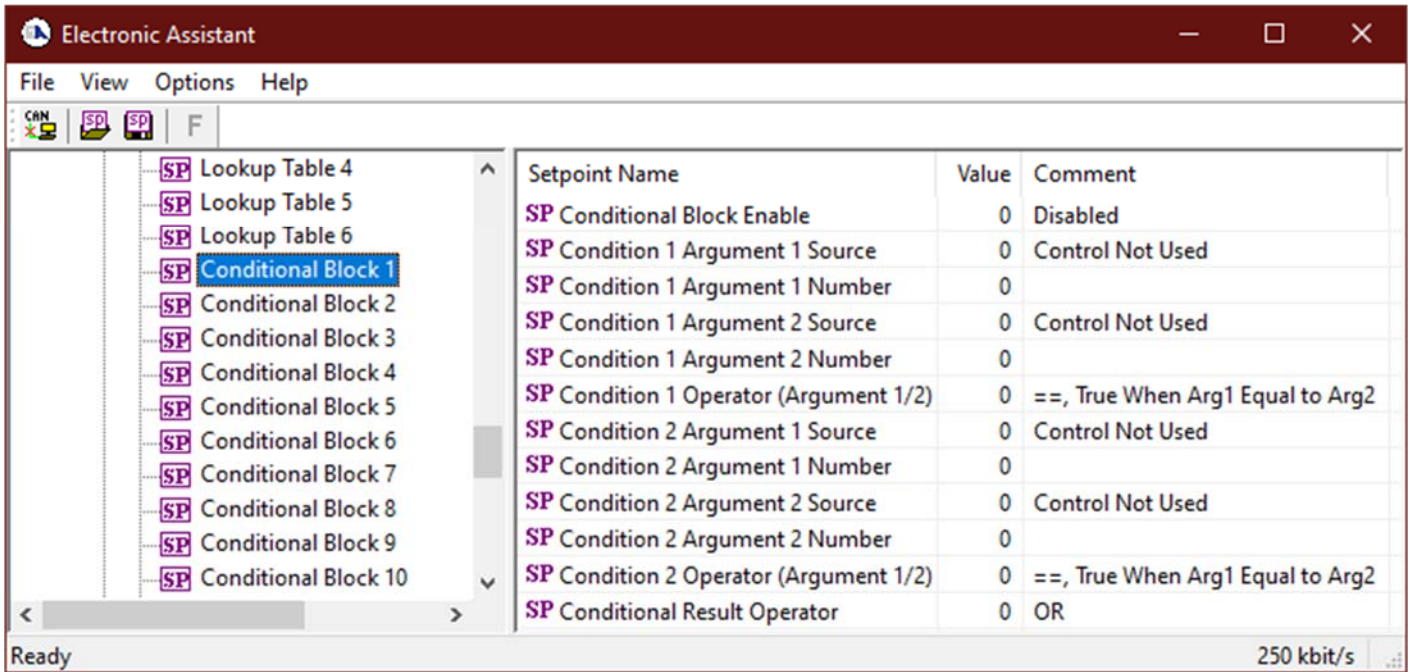 Electronic Assistant
File View Options Help
CAN SP SP F
SP Lookup Table 4
SP Lookup Table 5
SP Lookup Table 6
SP Conditional Block 1
SP Conditional Block 2
SP Conditional Block 3
SP Conditional Block 4
SP Conditional Block 5
SP Conditional Block 6
SP Conditional Block 7
SP Conditional Block 8
SP Conditional Block 9
SP Conditional Block 10
Setpoint Name Value Comment
SP Conditional Block Enable 0 Disabled
SP Condition 1 Argument 1 Source 0 Control Not Used
SP Condition 1 Argument 1 Number 0
SP Condition 1 Argument 2 Source 0 Control Not Used
SP Condition 1 Argument 2 Number 0
SP Condition 1 Operator (Argument 1/2) 0 ==, True When Arg1 Equal to Arg2
SP Condition 2 Argument 1 Source 0 Control Not Used
SP Condition 2 Argument 1 Number 0
SP Condition 2 Argument 2 Source 0 Control Not Used
SP Condition 2 Argument 2 Number 0
SP Condition 2 Operator (Argument 1/2) 0 ==, True When Arg1 Equal to Arg2
SP Conditional Result Operator 0 OR
Ready 250 kbit/s